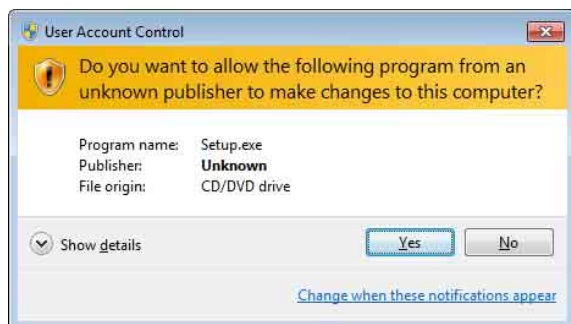 User Account Control
Do you want to allow the following program from an
unknown publisher to make changes to this computer?
Program name: Setup.exe
Publisher: Unknown
File origin: CD/DVD drive
Show details
Yes
No
Change when these notifications appear